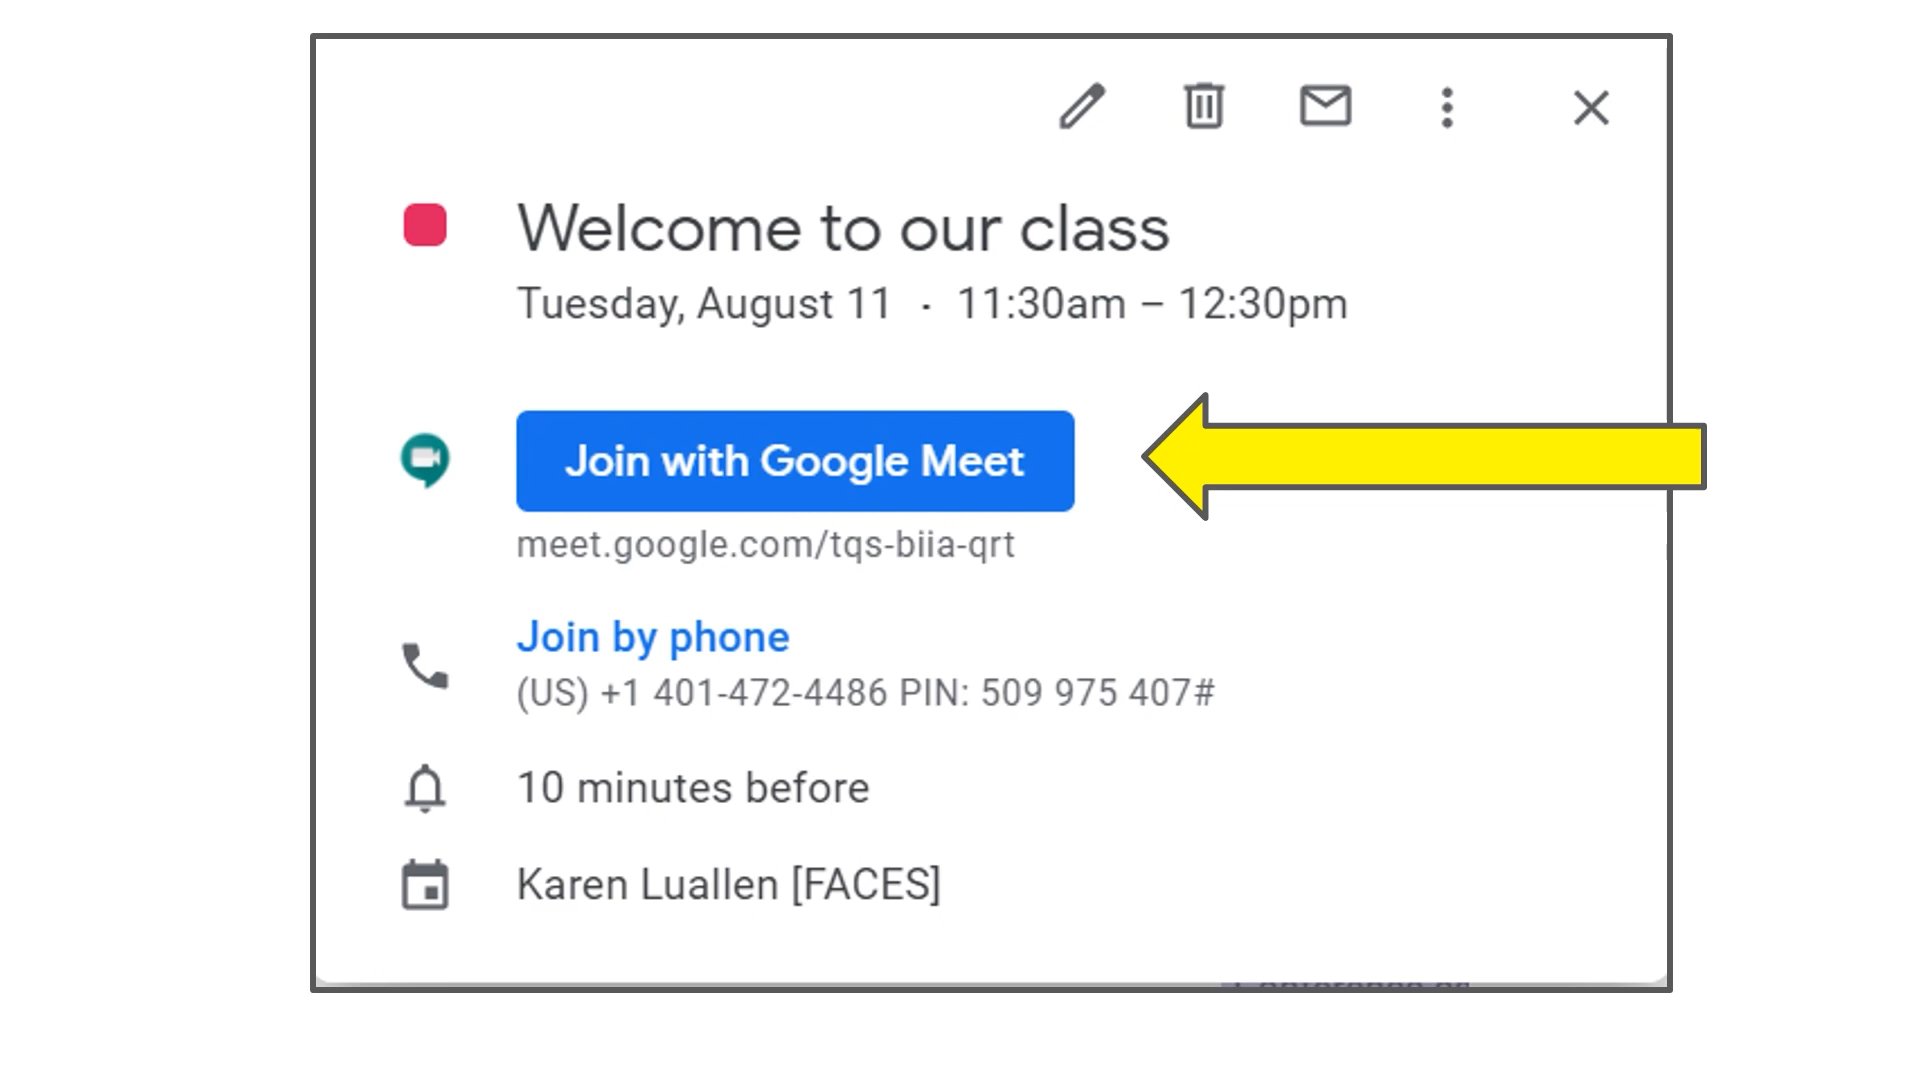 Welcome to our class
Tuesday, August 11 · 11:30am – 12:30pm
Join with Google Meet
meet.google.com/tqs-biia-qrt
Join by phone
(US) +1 401-472-4486 PIN: 509 975 407#
10 minutes before
Karen Luallen [FACES]